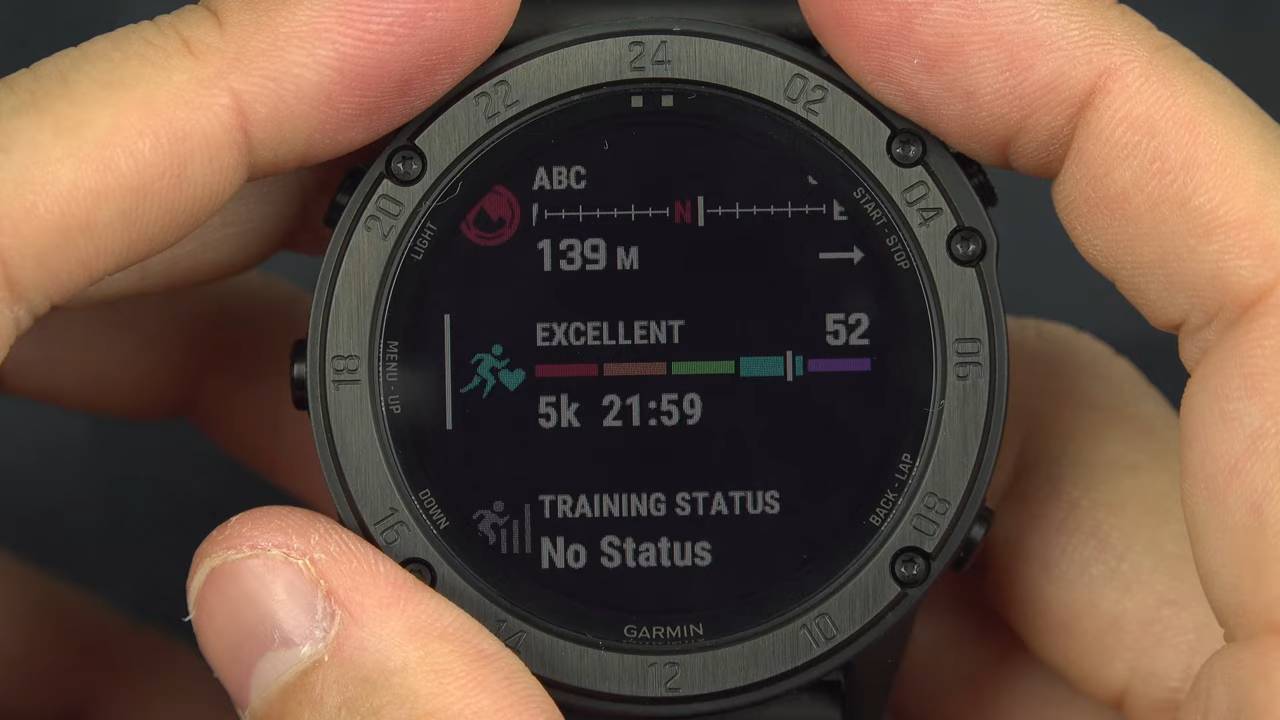 24
22
02
20
04
LIGHT
START - STOP
ABC
N
E
139 M
EXCELLENT
52
18
MENU - UP
06
5k 21:59
TRAINING STATUS
No Status
DOWN
BACK - LAP
16
08
GARMIN
14
10
12